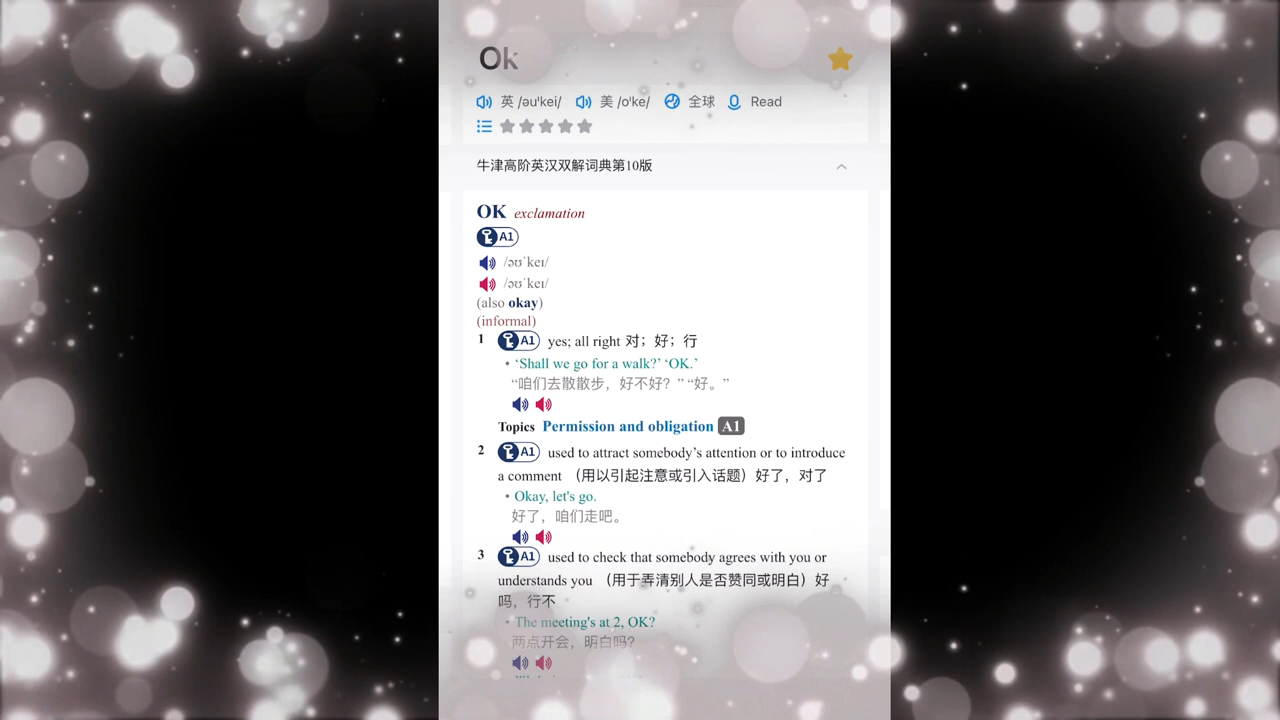 Ok
英 /əu'kei/ 美 /o'ke/ 全球 Read
牛津高阶英汉双解词典第10版
OK exclamation
A1
/əʊˈkeɪ/
/əʊˈkeɪ/
(also okay)
(informal)
1 A1 yes; all right 对；好；行
• ‘Shall we go for a walk?’ ‘OK.’
“咱们去散散步，好不好？” “好。”
Topics Permission and obligation A1
2 A1 used to attract somebody’s attention or to introduce
a comment （用以引起注意或引入话题）好了，对了
• Okay, let's go.
好了，咱们走吧。
3 A1 used to check that somebody agrees with you or
understands you （用于弄清别人是否赞同或明白）好
吗，行不
• The meeting's at 2, OK?
两点开会，明白吗？